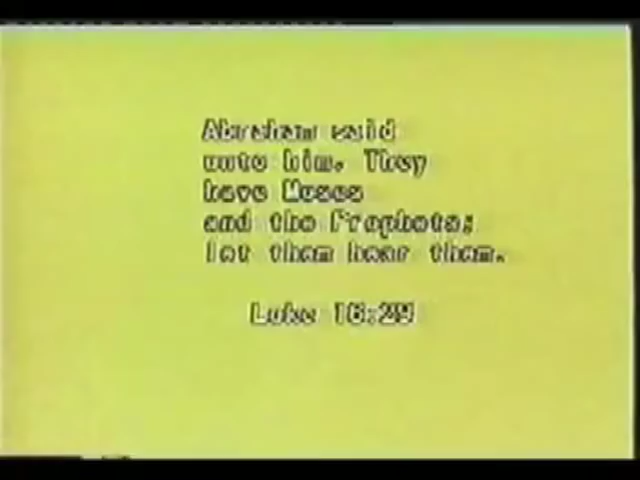 Abraham said
unto him, They
have Moses
and the Prophets;
let them hear them.
Luke 16:29